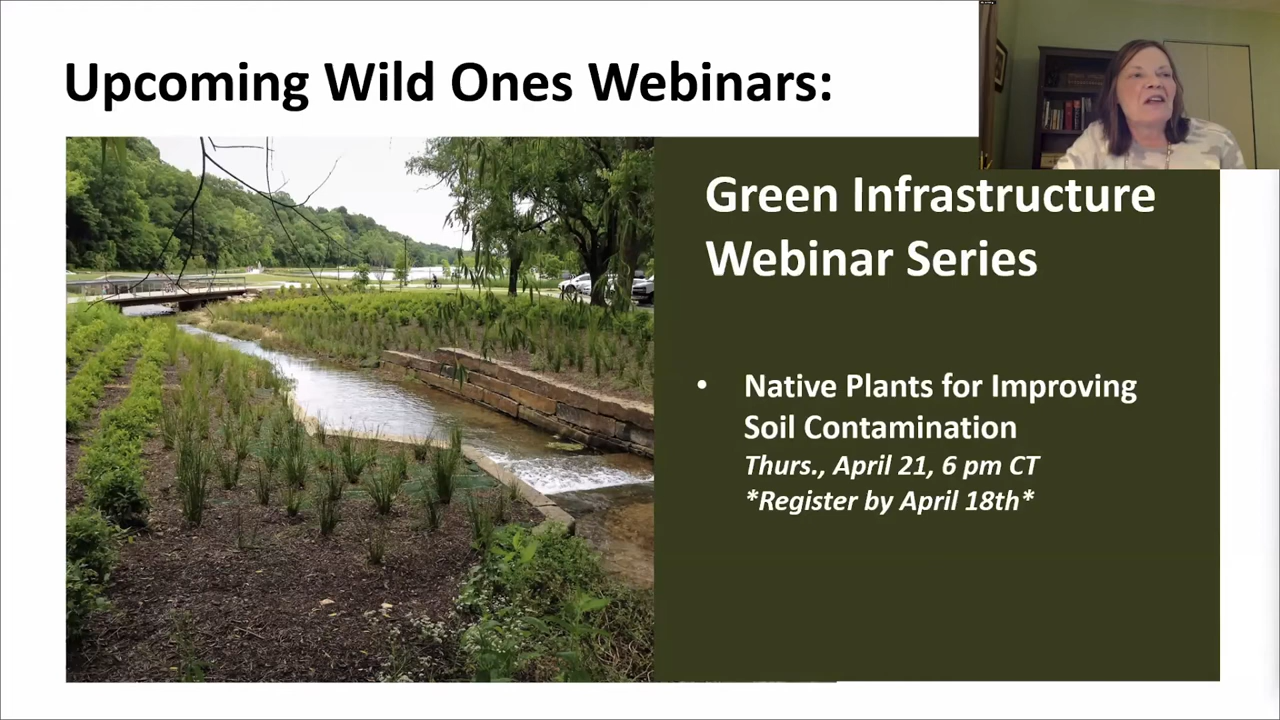 Upcoming Wild Ones Webinars:
Green Infrastructure
Webinar Series
• Native Plants for Improving
Soil Contamination
Thurs., April 21, 6 pm CT
*Register by April 18th*